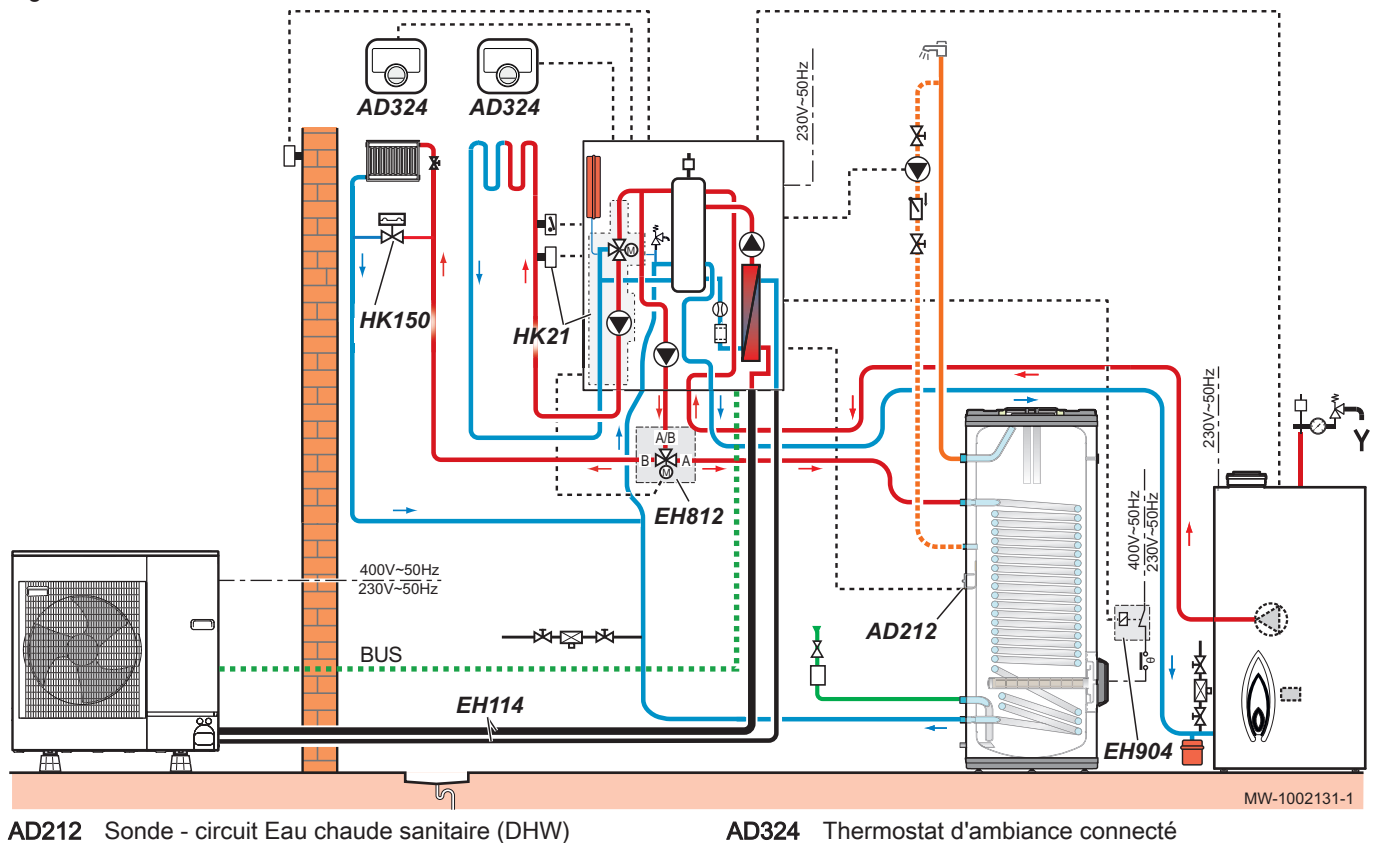 AD324
AD324
230V~50Hz
HK150
HK21
M
A/B
B
A
M
EH812
230V~50Hz
Y
400V~50Hz
230V~50Hz
400V~50Hz
230V~50Hz
θ
AD212
BUS
EH114
EH904
MW-1002131-1
AD212 Sonde - circuit Eau chaude sanitaire (DHW)
AD324 Thermostat d'ambiance connecté